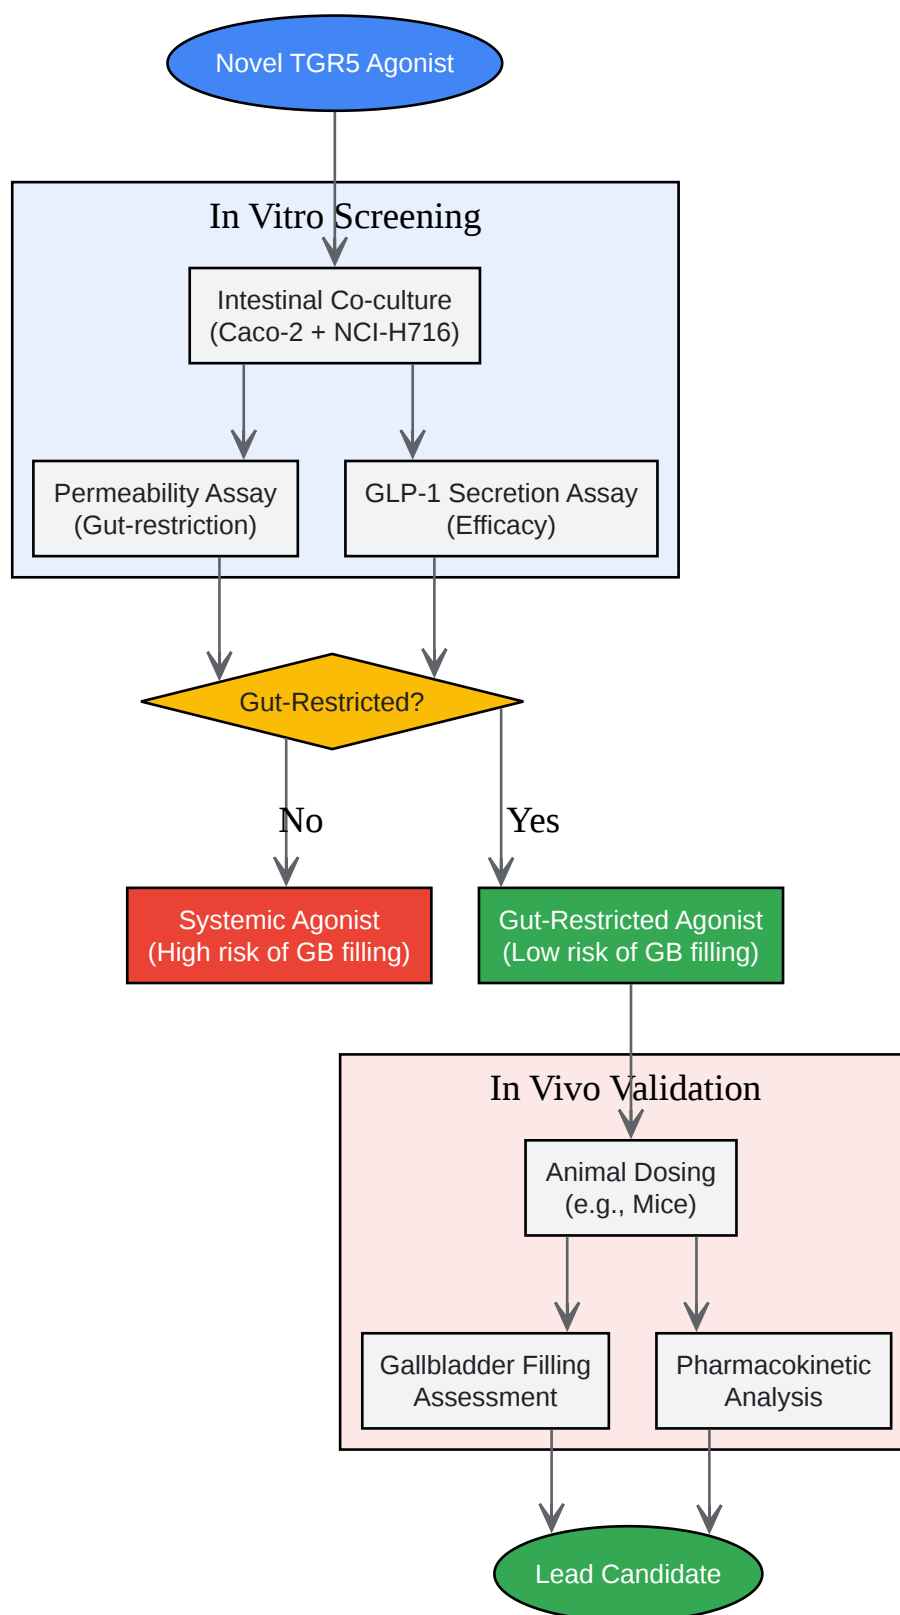 Novel TGR5 Agonist
In Vitro Screening
Intestinal Co-culture
(Caco-2 + NCI-H716)
Permeability Assay
(Gut-restriction)
GLP-1 Secretion Assay
(Efficacy)
Gut-Restricted?
No
Yes
Systemic Agonist
(High risk of GB filling)
Gut-Restricted Agonist
(Low risk of GB filling)
In Vivo Validation
Animal Dosing
(e.g., Mice)
Gallbladder Filling
Assessment
Pharmacokinetic
Analysis
Lead Candidate